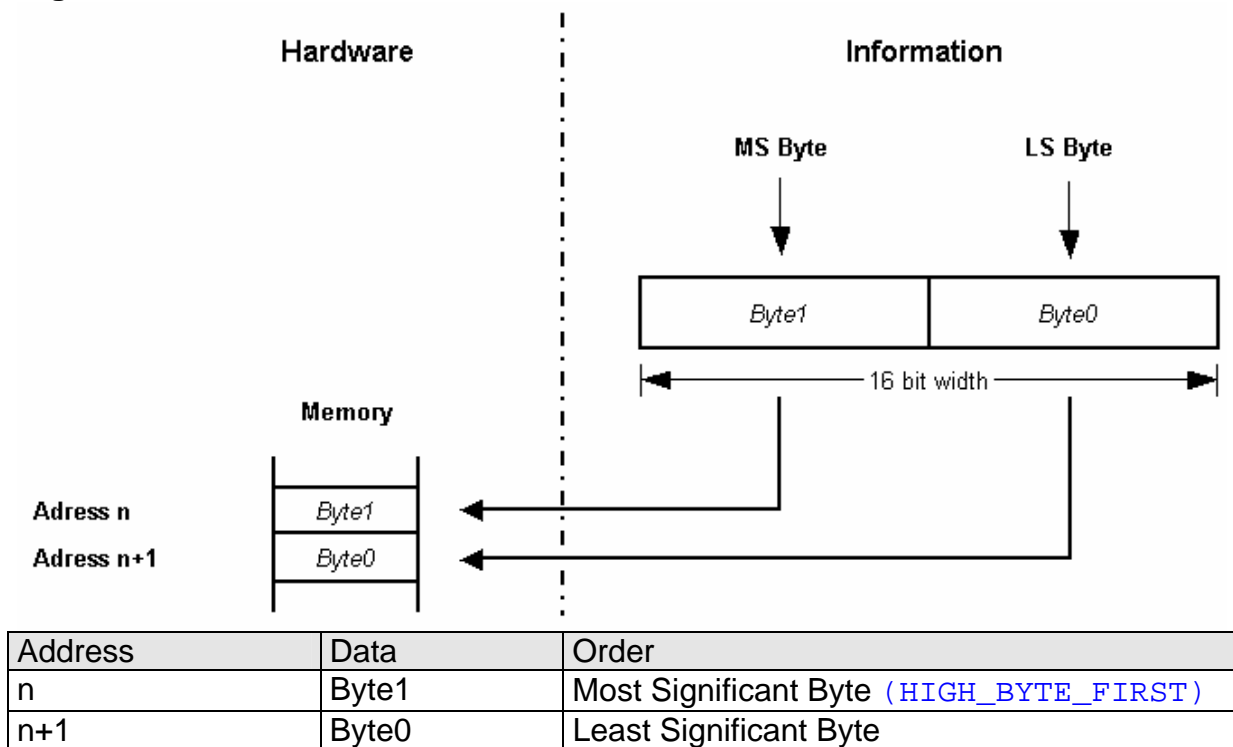 Hardware
Information
MS Byte
LS Byte
Byte1
Byte0
16 bit width
Memory
Adress n
Byte1
Adress n+1
Byte0
Address Data Order
n Byte1 Most Significant Byte (HIGH_BYTE_FIRST)
n+1 Byte0 Least Significant Byte